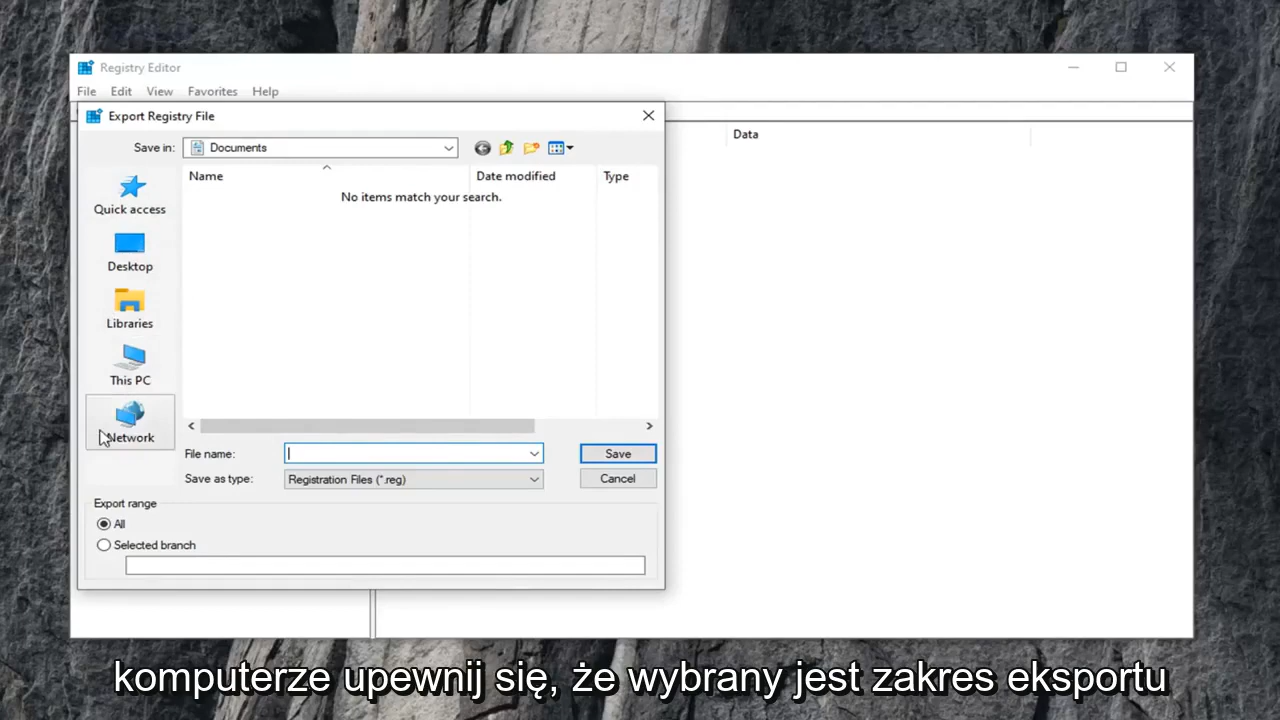 Registry Editor
File Edit View Favorites Help
Export Registry File
Data
Save in: Documents
Name Date modified Type
No items match your search.
Quick access
Desktop
Libraries
This PC
Network
File name: Save
Save as type: Registration Files (*.reg) Cancel
Export range
All
Selected branch
komputerze upewnij się, że wybrany jest zakres eksportu